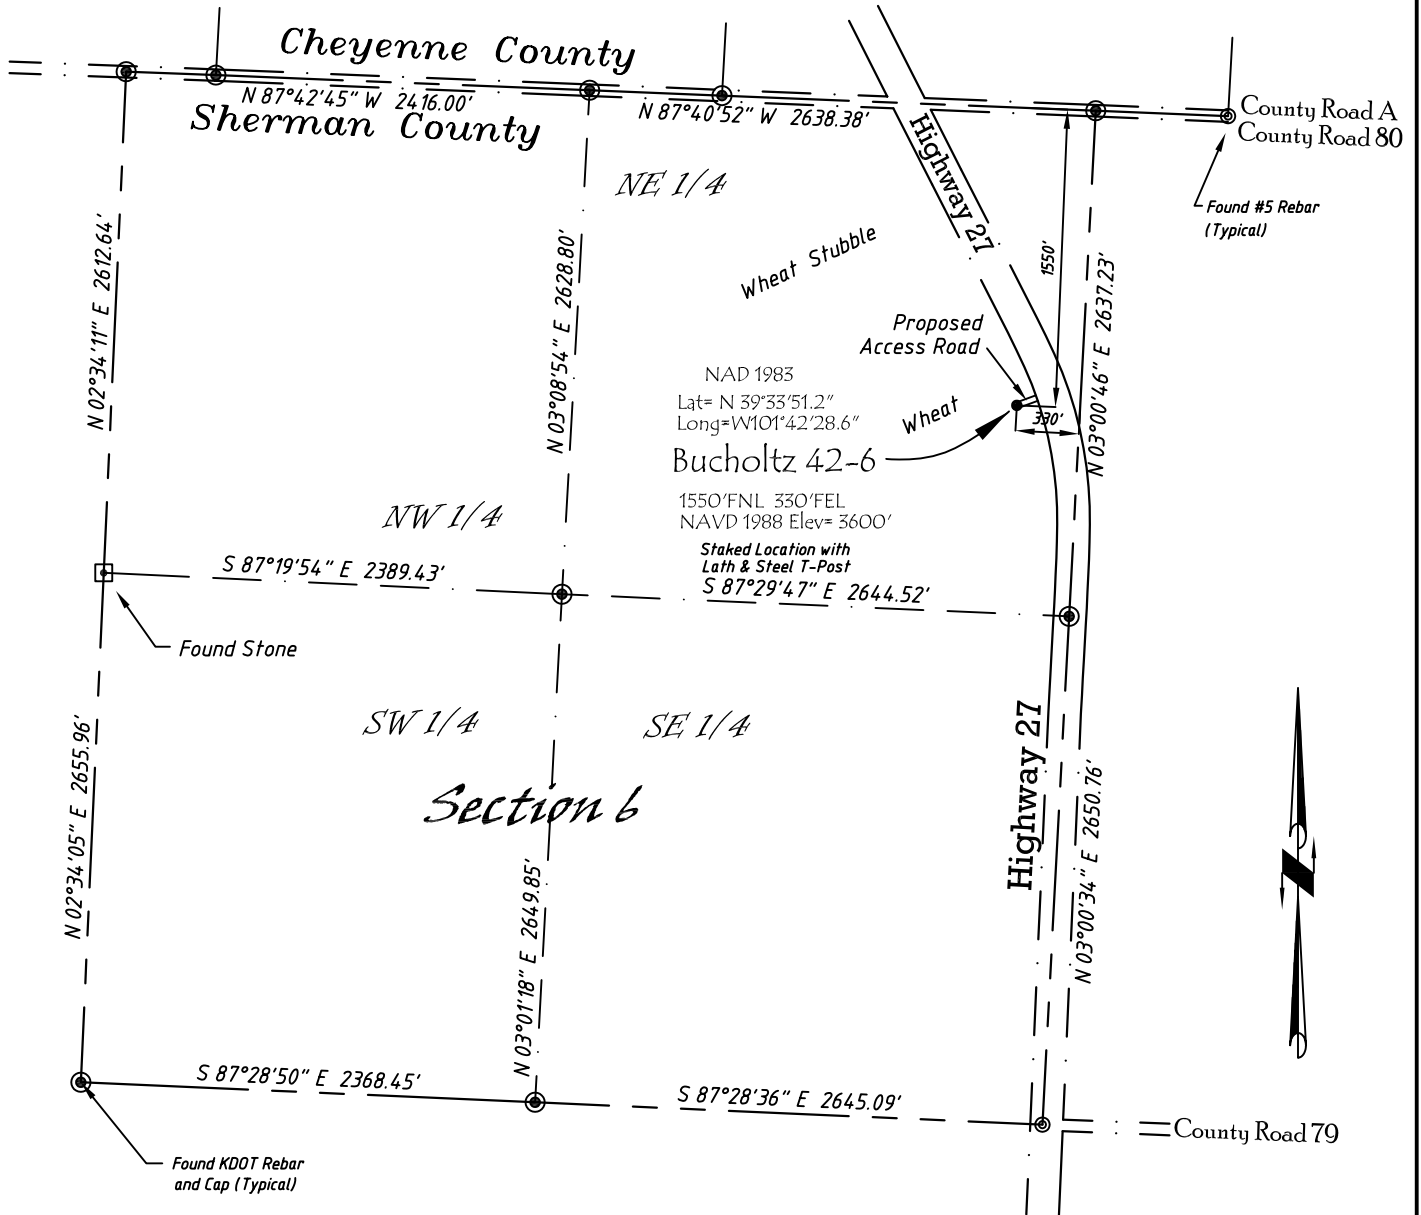 Cheyenne County
N 87°42'45" W 2416.00'
Sherman County
N 87°40'52" W 2638.38'
County Road A
County Road 80
Found #5 Rebar
(Typical)
Highway 27
NE 1/4
Wheat Stubble
1550'
N 02°34'11" E 2612.64'
N 03°08'54" E 2628.80'
N 03°00'46" E 2637.23'
Proposed
Access Road
NAD 1983
Lat= N 39°33'51.2"
Long=W101°42'28.6"
Wheat
330'
Bucholtz 42-6
1550'FNL 330'FEL
NAVD 1988 Elev= 3600'
Staked Location with
Lath & Steel T-Post
NW 1/4
S 87°19'54" E 2389.43'
S 87°29'47" E 2644.52'
Found Stone
SW 1/4
SE 1/4
Section 6
Highway 27
N 02°34'05" E 2655.96'
N 03°01'18" E 2649.85'
N 03°00'34" E 2650.76'
S 87°28'50" E 2368.45'
S 87°28'36" E 2645.09'
County Road 79
Found KDOT Rebar
and Cap (Typical)